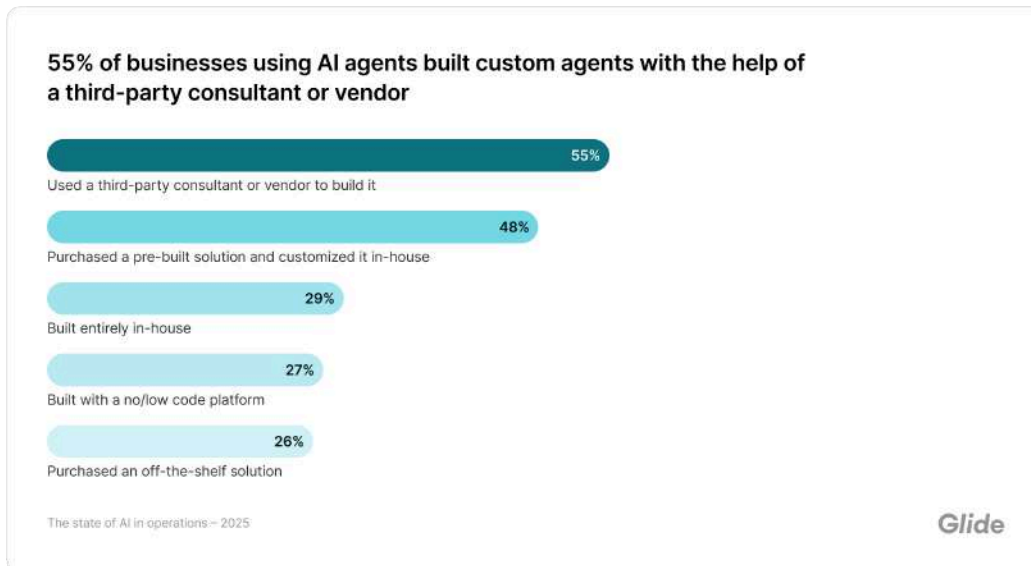 55% of businesses using AI agents built custom agents with the help of
a third-party consultant or vendor
55%
Used a third-party consultant or vendor to build it
48%
Purchased a pre-built solution and customized it in-house
29%
Built entirely in-house
27%
Built with a no/low code platform
26%
Purchased an off-the-shelf solution
The state of AI in operations – 2025
Glide